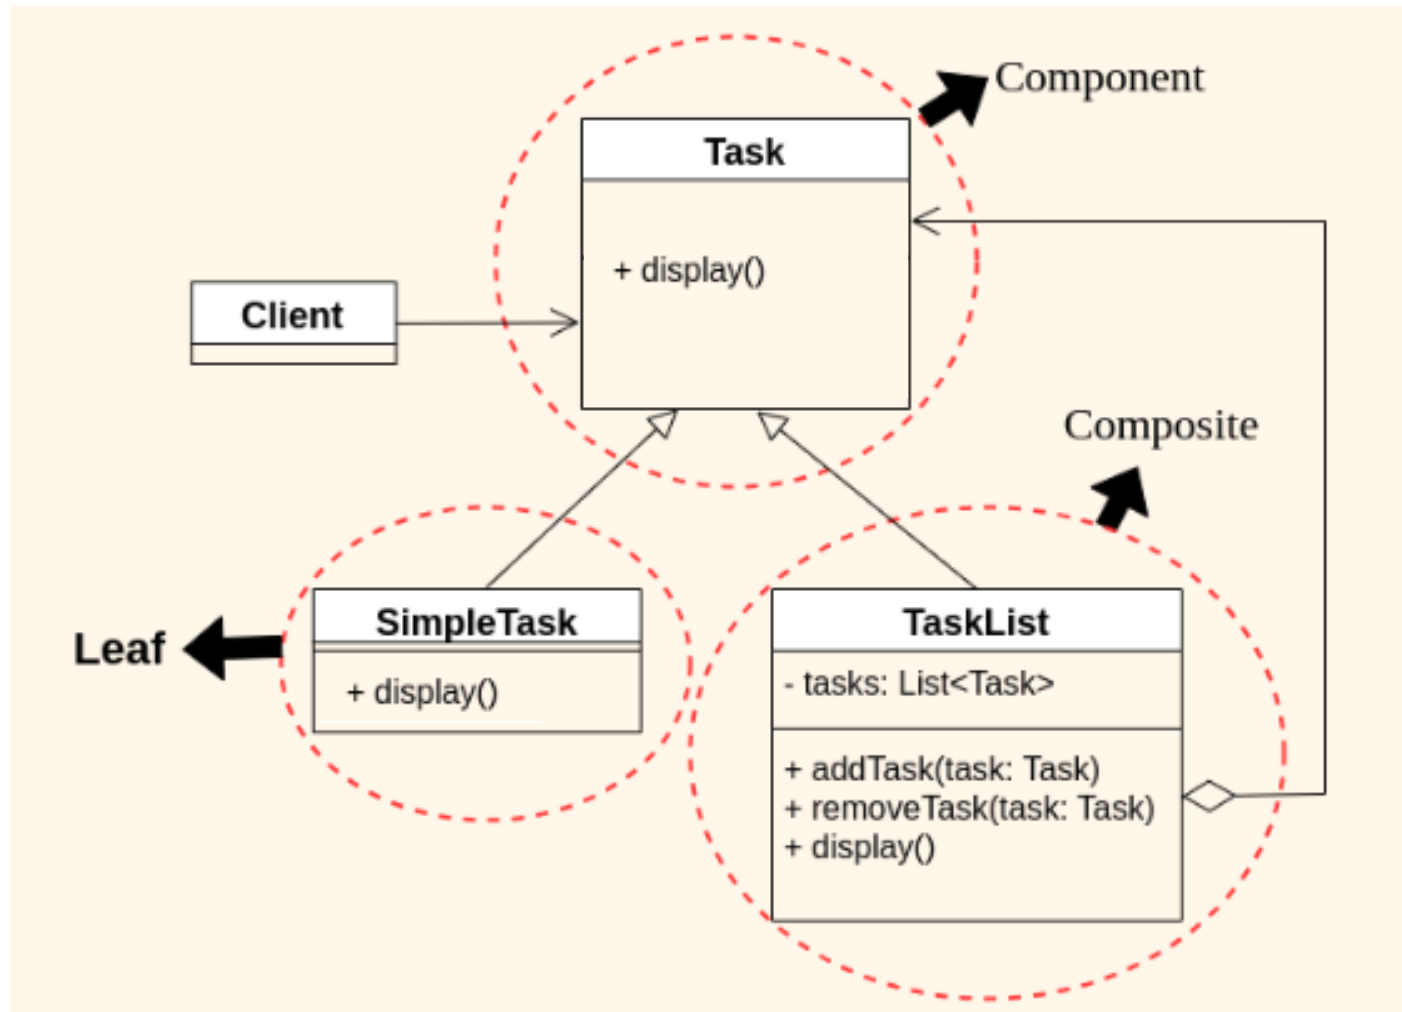 Component
Task
+ display()
Client
Composite
Leaf
SimpleTask
+ display()
TaskList
- tasks: List<Task>
+ addTask(task: Task)
+ removeTask(task: Task)
+ display()